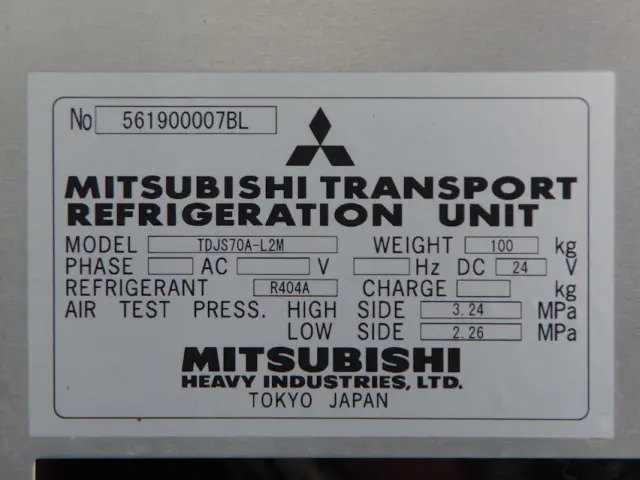 No 561900007BL
MITSUBISHI TRANSPORT
REFRIGERATION UNIT
MODEL TDJS70A-L2M WEIGHT 100 kg
PHASE AC V Hz DC 24 V
REFRIGERANT R404A CHARGE kg
AIR TEST PRESS. HIGH SIDE 3.24 MPa
LOW SIDE 2.26 MPa
MITSUBISHI
HEAVY INDUSTRIES, LTD.
TOKYO JAPAN